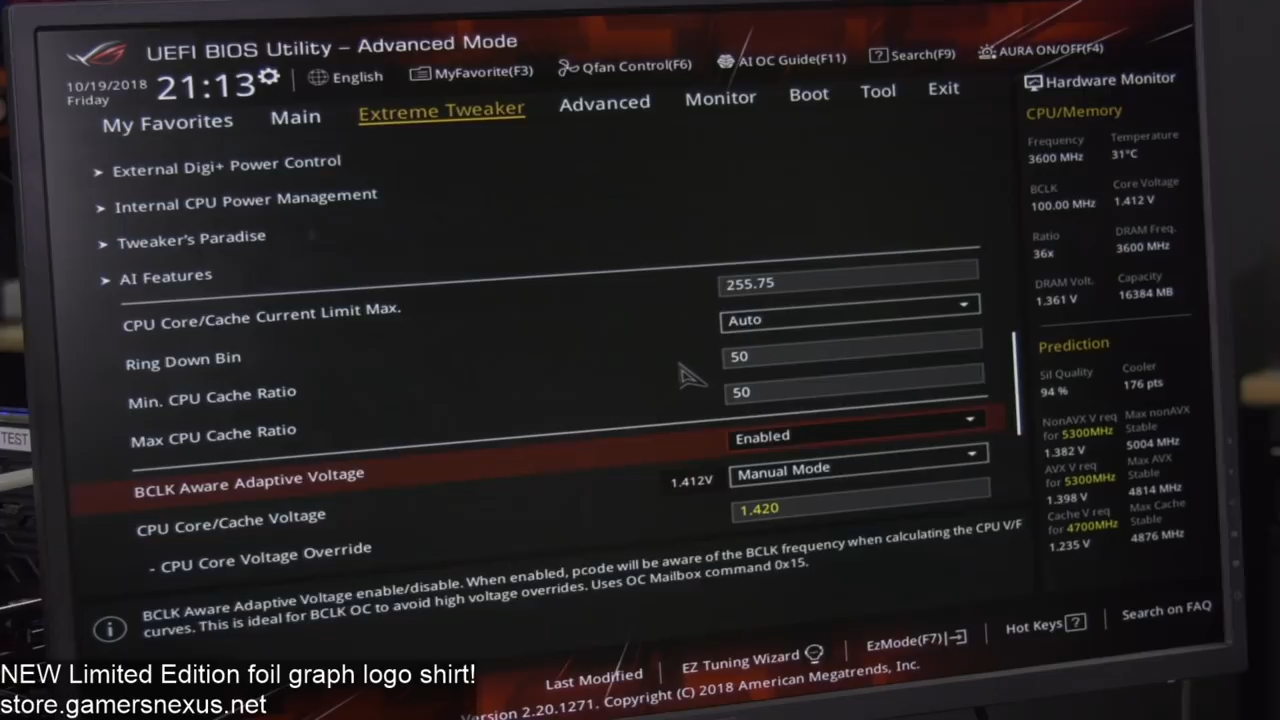 UEFI BIOS Utility – Advanced Mode
10/19/2018
Friday
21:13
English
MyFavorite(F3)
Qfan Control(F6)
AI OC Guide(F11)
? Search(F9)
AURA ON/OFF(F4)
My Favorites
Main
Extreme Tweaker
Advanced
Monitor
Boot
Tool
Exit
Hardware Monitor
> External Digi+ Power Control
> Internal CPU Power Management
> Tweaker's Paradise
> AI Features
CPU Core/Cache Current Limit Max. 255.75
Ring Down Bin Auto
Min. CPU Cache Ratio 50
Max CPU Cache Ratio 50
BCLK Aware Adaptive Voltage Enabled
CPU Core/Cache Voltage 1.412V Manual Mode
- CPU Core Voltage Override 1.420
BCLK Aware Adaptive Voltage enable/disable. When enabled, pcode will be aware of the BCLK frequency when calculating the CPU V/F
curves. This is ideal for BCLK OC to avoid high voltage overrides. Uses OC Mailbox command 0x15.
CPU/Memory
Frequency Temperature
3600 MHz 31°C
BCLK Core Voltage
100.00 MHz 1.412 V
Ratio DRAM Freq.
36x 3600 MHz
DRAM Volt. Capacity
1.361 V 16384 MB
Prediction
Sil Quality Cooler
94 % 176 pts
NonAVX V req Max nonAVX
for 5300MHz Stable
1.382 V 5004 MHz
AVX V req Max AVX
for 5300MHz Stable
1.398 V 4814 MHz
Cache V req Max Cache
for 4700MHz Stable
1.235 V 4876 MHz
Last Modified
EZ Tuning Wizard
EzMode(F7)
Hot Keys ?
Search on FAQ
Version 2.20.1271. Copyright (C) 2018 American Megatrends, Inc.
TEST
NEW Limited Edition foil graph logo shirt!
store.gamersnexus.net